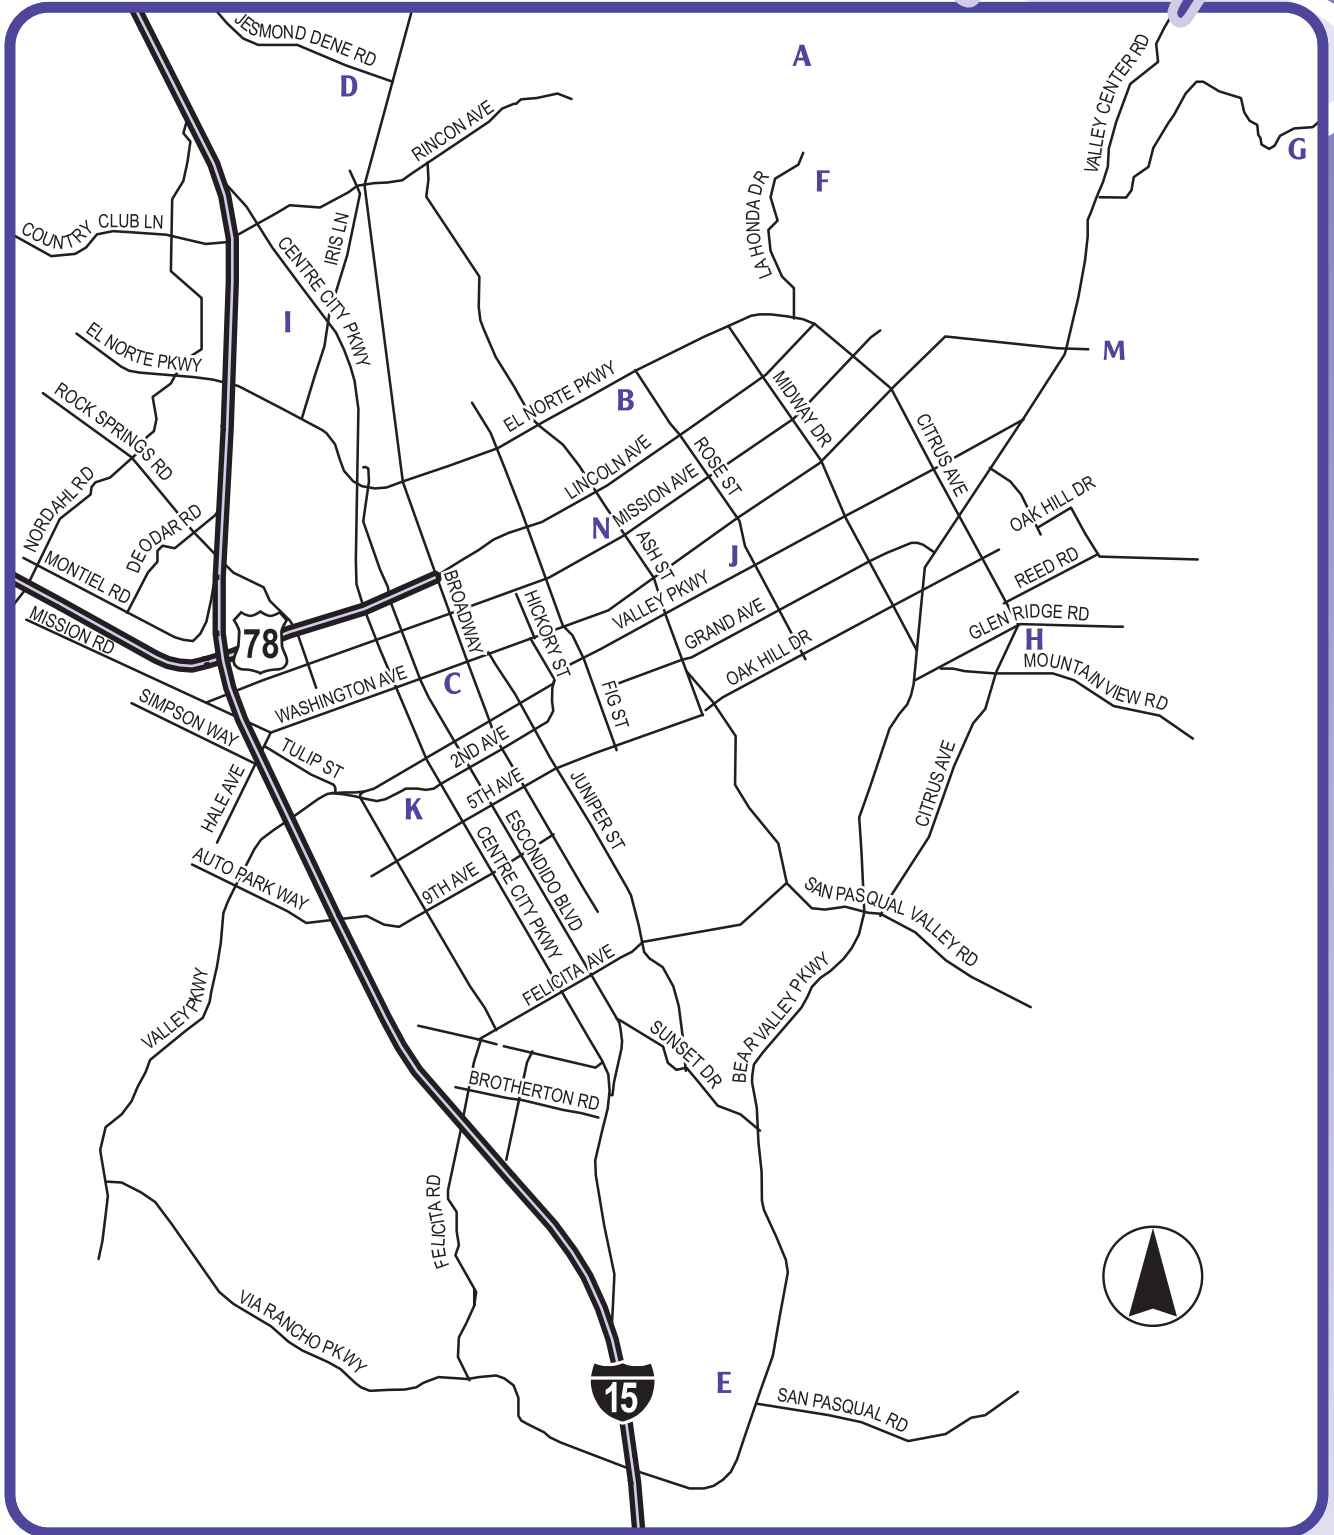 JESMOND DENE RD
A
VALLEY CENTER RD
D
RINCON AVE
G
F
LA HONDA DR
COUNTRY CLUB LN
IRIS LN
CENTRE CITY PKWY
I
EL NORTE PKWY
M
EL NORTE PKWY
B
MIDWAY DR
ROCK SPRINGS RD
CITRUS AVE
LINCOLN AVE
ROSE ST
MISSION AVE
NORDAHL RD
DEODAR RD
OAK HILL DR
N
ASH ST
J
MONTIEL RD
REED RD
VALLEY PKWY
BROADWAY
HICKORY ST
GRAND AVE
GLEN RIDGE RD
MISSION RD
78
OAK HILL DR
H
MOUNTAIN VIEW RD
WASHINGTON AVE
C
FIG ST
SIMPSON WAY
TULIP ST
2ND AVE
HALE AVE
5TH AVE
JUNIPER ST
CITRUS AVE
K
ESCONDIDO BLVD
CENTRE CITY PKWY
AUTO PARK WAY
9TH AVE
SAN PASQUAL VALLEY RD
FELICITA AVE
VALLEY PKWY
BEAR VALLEY PKWY
SUNSET DR
BROTHERTON RD
FELICITA RD
VIA RANCHO PKWY
15
E
SAN PASQUAL RD